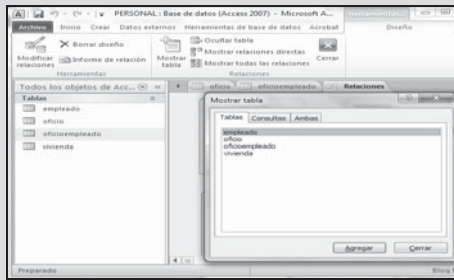 PERSONAL : Base de datos (Access 2007) - Microsoft A...
Archivo Inicio Crear Datos externos Herramientas de base de datos Acrobat Diseño
Modificar relaciones
Borrar diseño
Informe de relación
Herramientas
Mostrar tabla
Ocultar tabla
Mostrar relaciones directas
Mostrar todas las relaciones
Relaciones
Cerrar
Todos los objetos de Acc...
Tablas
empleado
oficio
oficioempleado
vivienda
oficio oficioempleado Relaciones
Mostrar tabla
Tablas Consultas Ambas
empleado
oficio
oficioempleado
vivienda
Agregar Cerrar
Preparado
Bloq